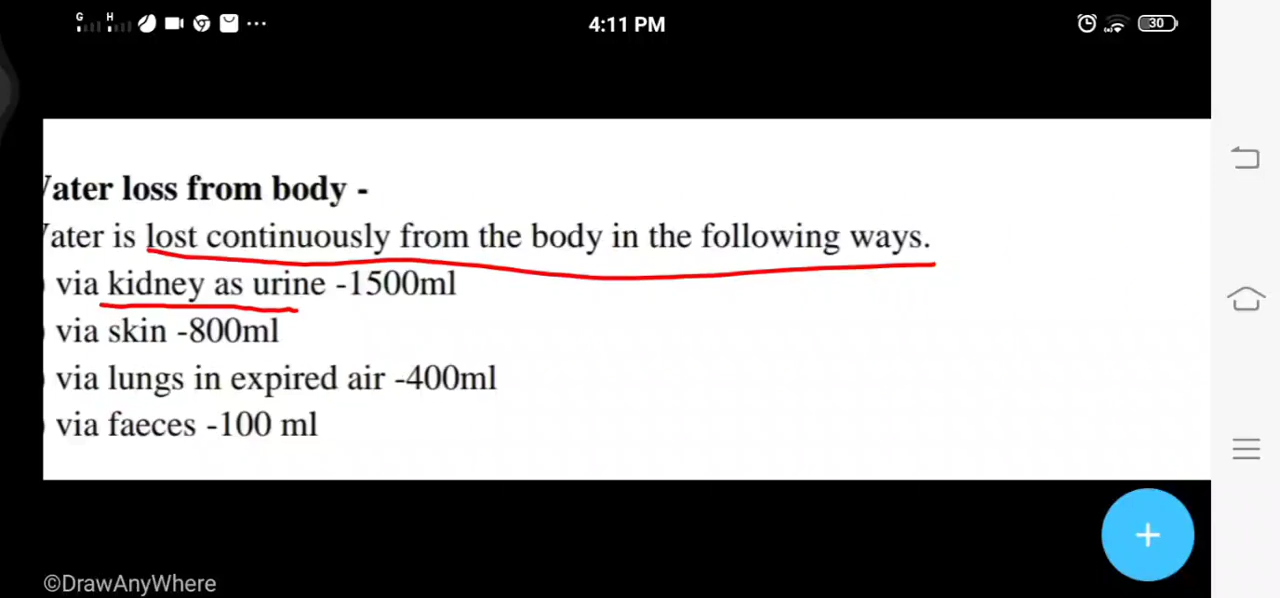 G H 4:11 PM 30
ater loss from body -
ater is lost continuously from the body in the following ways.
via kidney as urine -1500ml
via skin -800ml
via lungs in expired air -400ml
via faeces -100 ml
©DrawAnyWhere